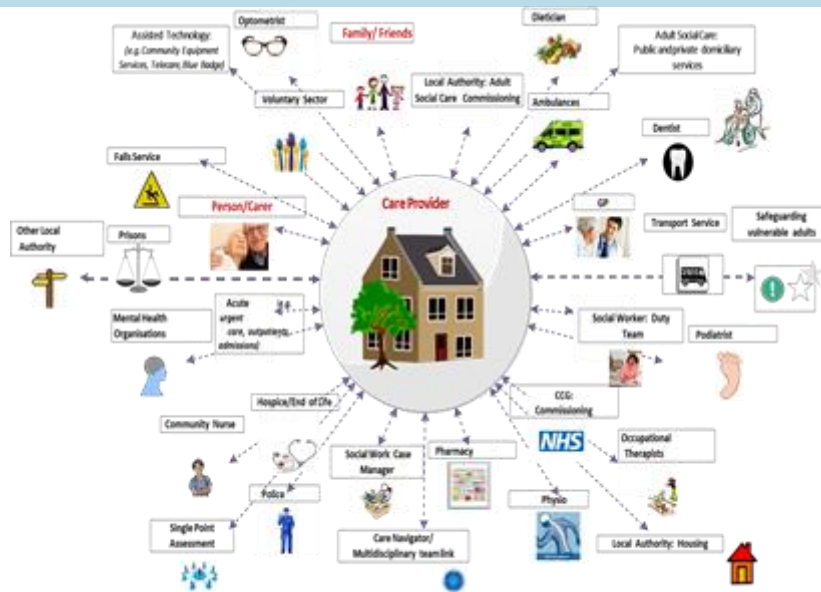 Optometrist
Assisted Technology:
(e.g. Community Equipment
Services, Telecare, Blue Badge)
Family/ Friends
Dietician
Adult Social Care:
Public and private domiciliary
services
Local Authority: Adult
Social Care Commissioning
Voluntary Sector
Ambulances
Dentist
Falls Service
Person/Carer
Care Provider
GP
Transport Service
Safeguarding
vulnerable adults
Other Local
Authority
Prisons
Mental Health
Organisations
Acute
urgent
care, outpatients,
admissions)
Social Worker: Duty
Team
Podiatrist
Hospice/End of Life
CCG:
Commissioning
NHS
Community Nurse
Social Work Case
Manager
Pharmacy
Occupational
Therapists
Police
Physio
Single Point
Assessment
Care Navigator/
Multidisciplinary team link
Local Authority: Housing